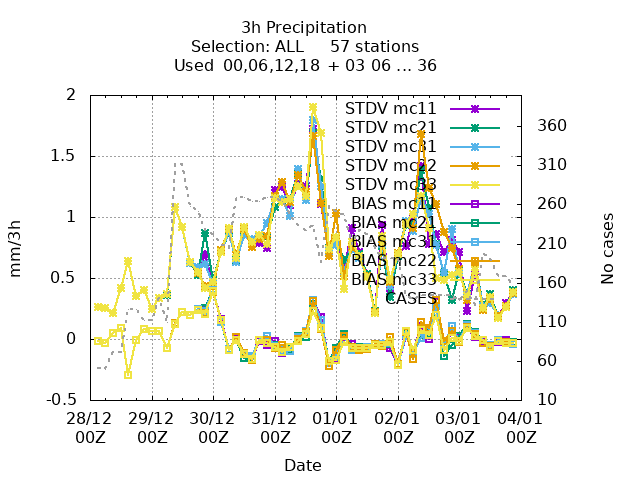 3h Precipitation
Selection: ALL 57 stations
Used 00,06,12,18 + 03 06 ... 36
STDV mc11
STDV mc21
STDV mc31
STDV mc22
STDV mc33
BIAS mc11
BIAS mc21
BIAS mc31
BIAS mc22
BIAS mc33
CASES
mm/3h
2
1.5
1
0.5
0
-0.5
No cases
360
310
260
210
160
110
60
10
28/12 29/12 30/12 31/12 01/01 02/01 03/01 04/01
00Z 00Z 00Z 00Z 00Z 00Z 00Z 00Z
Date